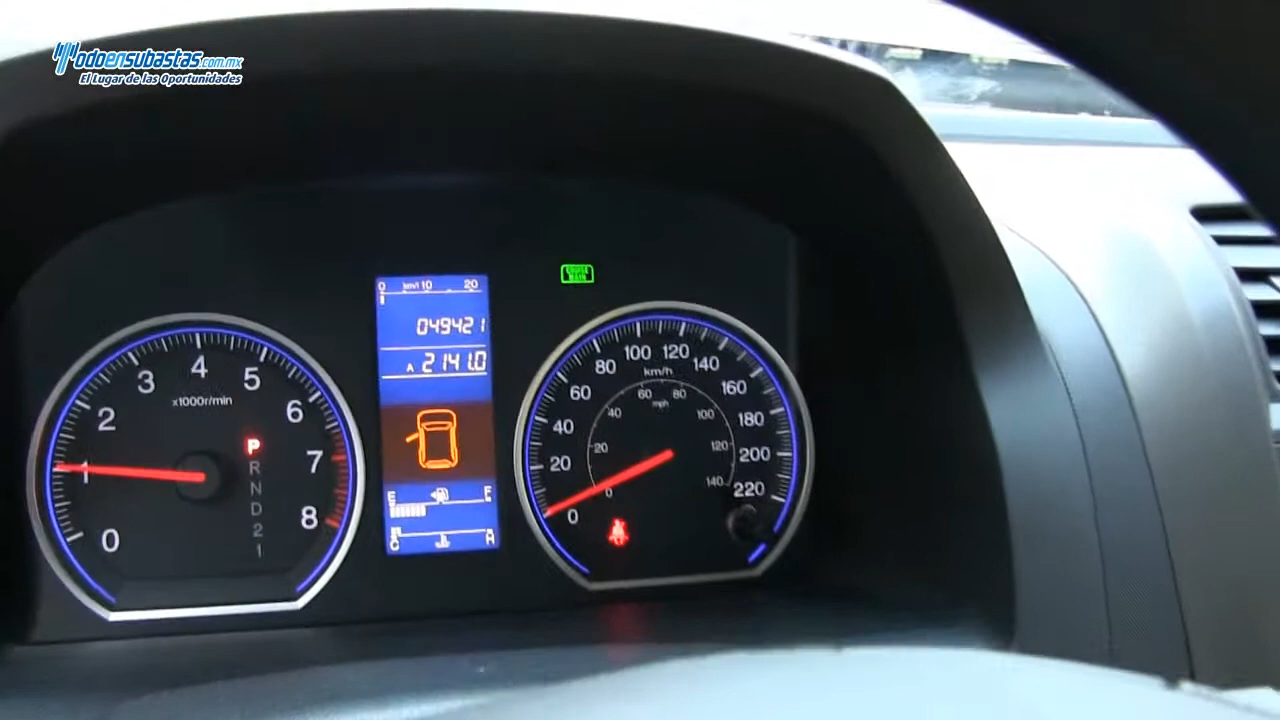 todoensubastas.com.mx
El Lugar de las Oportunidades
0 km/l 10 20
049421
A 2141.0
E F
C H
CRUISE
MAIN
0 1 2 3 4 5 6 7 8
x1000r/min
P
R
N
D
2
1
0 20 40 60 80 100 120 140 160 180 200 220
km/h
0 20 40 60 80 100 120 140
mph